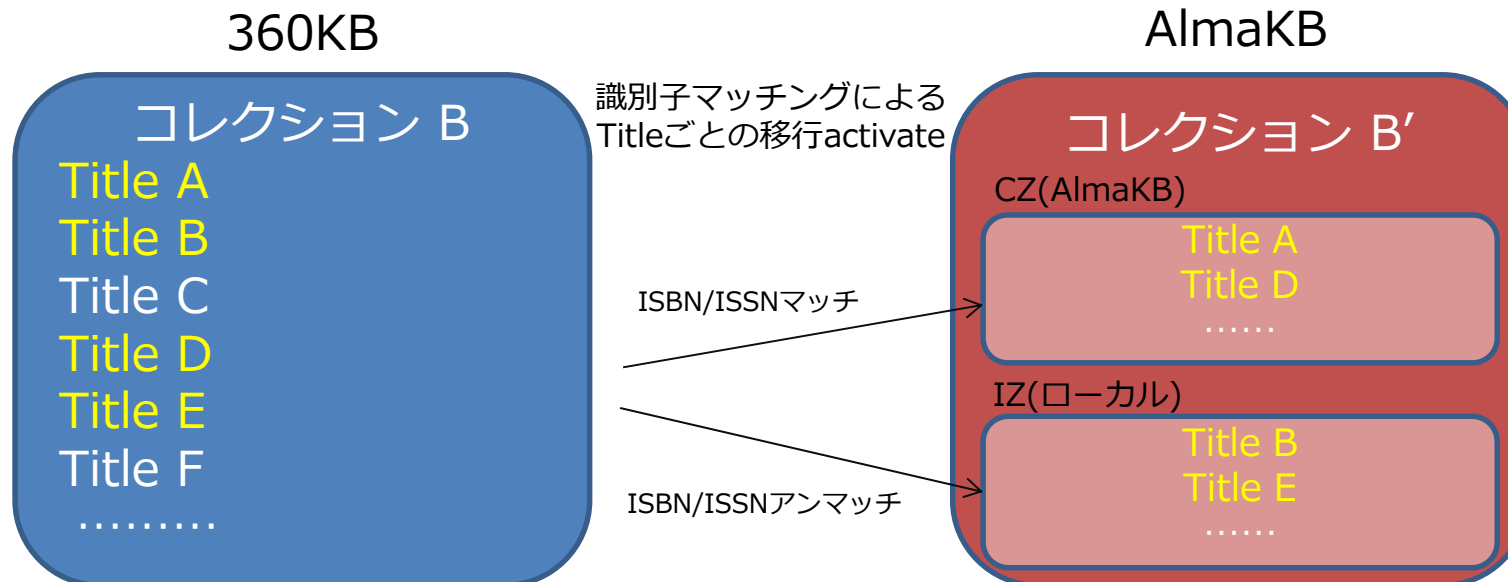 360KB
コレクション B
Title A
Title B
Title C
Title D
Title E
Title F
………
識別子マッチングによる
Titleごとの移行activate
ISBN/ISSNマッチ
ISBN/ISSNアンマッチ
AlmaKB
コレクション B’
CZ(AlmaKB)
Title A
Title D
……
IZ(ローカル)
Title B
Title E
……